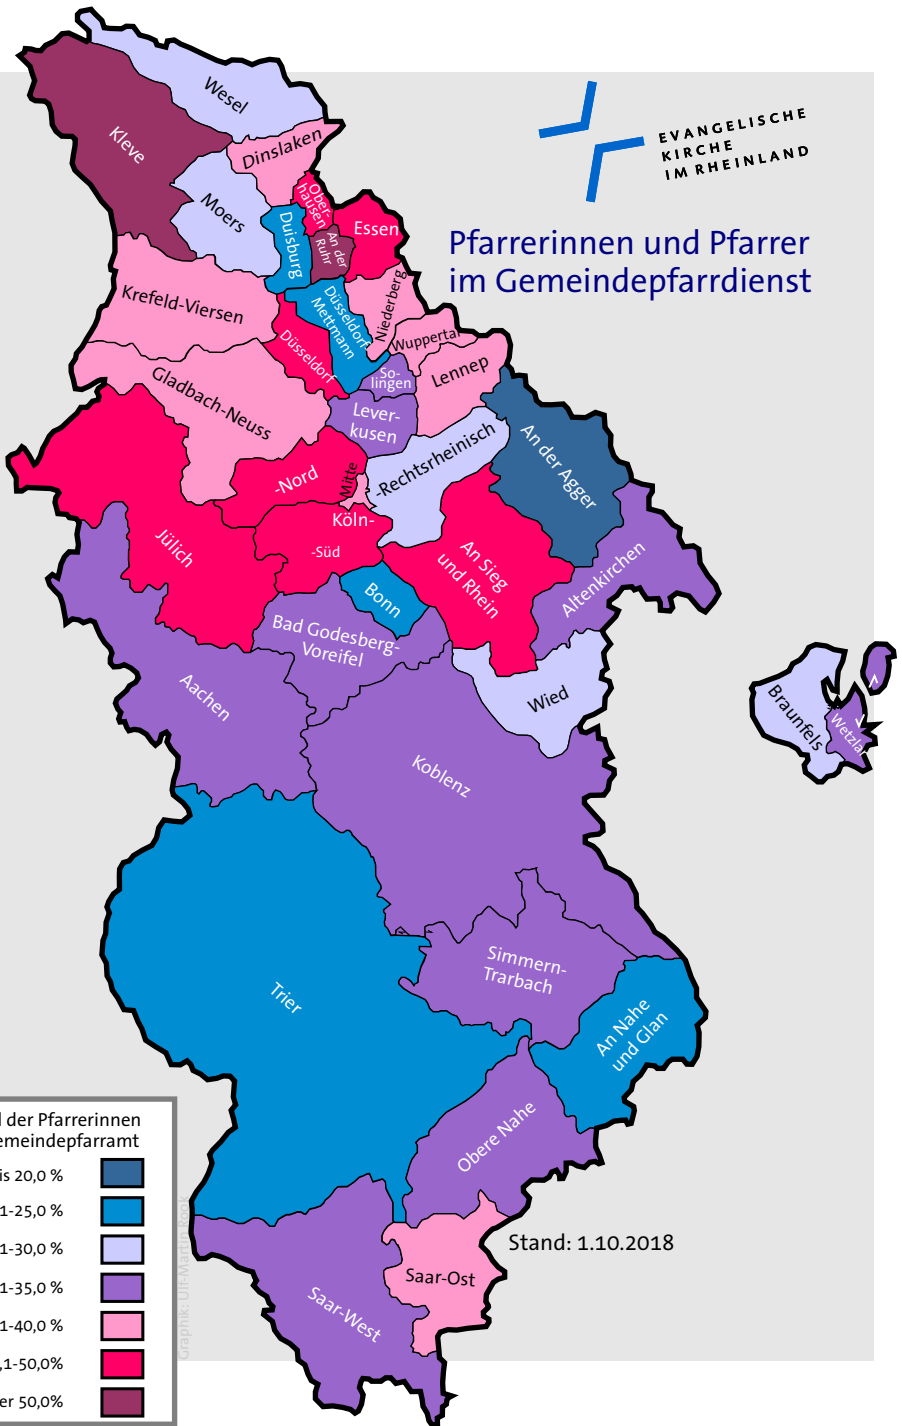 EVANGELISCHE
KIRCHE
IM RHEINLAND
Pfarrerinnen und Pfarrer
im Gemeindepfarrdienst
Wesel
Kleve
Dinslaken
Moers
Ober-
hausen
Duisburg
An der
Ruhr
Essen
Krefeld-Viersen
Düsseldorf
Mettmann
Niederberg
Düsseldorf
Wuppertal
So-
lingen
Lennep
Gladbach-Neuss
Lever-
kusen
-Rechtsrheinisch
An der Agger
-Nord
Mitte
Köln-
-Süd
Jülich
An Sieg
und Rhein
Altenkirchen
Bonn
Bad Godesberg-
Voreifel
Aachen
Wied
Braunfels
Wetzlar
Koblenz
Simmern-
Trarbach
Trier
An Nahe
und Glan
Obere Nahe
Saar-Ost
Saar-West
Stand: 1.10.2018
der Pfarrerinnen
emeindepfarramt
is 20,0 %
1-25,0 %
1-30,0 %
1-35,0 %
1-40,0 %
,1-50,0%
er 50,0%
Graphik: Ulf-Martin Rook